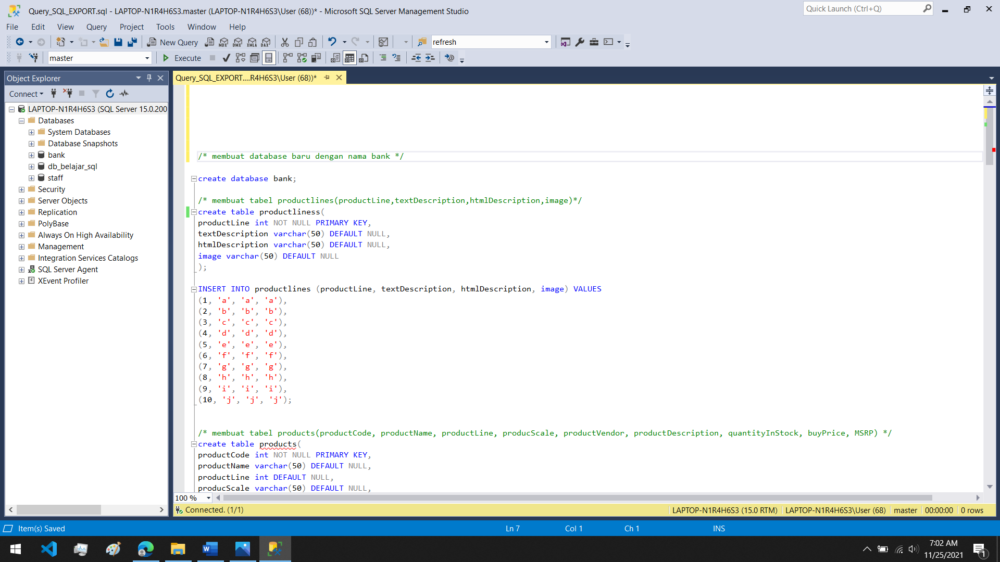 Query_SQL_EXPORT.sql - LAPTOP-N1R4H6S3.master (LAPTOP-N1R4H6S3\User (68))* - Microsoft SQL Server Management Studio
Quick Launch (Ctrl+Q)
File Edit View Query Project Tools Window Help
New Query MDX DMX XMLA DAX refresh
master Execute
Object Explorer
Query_SQL_EXPORT....R4H6S3\User (68))*
Connect
LAPTOP-N1R4H6S3 (SQL Server 15.0.200
Databases
System Databases
Database Snapshots
bank
db_belajar_sql
staff
Security
Server Objects
Replication
PolyBase
Always On High Availability
Management
Integration Services Catalogs
SQL Server Agent
XEvent Profiler
/* membuat database baru dengan nama bank */
create database bank;
/* membuat tabel productlines(productLine,textDescription,htmlDescription,image)*/
create table productliness(
productLine int NOT NULL PRIMARY KEY,
textDescription varchar(50) DEFAULT NULL,
htmlDescription varchar(50) DEFAULT NULL,
image varchar(50) DEFAULT NULL
);
INSERT INTO productlines (productLine, textDescription, htmlDescription, image) VALUES
(1, 'a', 'a', 'a'),
(2, 'b', 'b', 'b'),
(3, 'c', 'c', 'c'),
(4, 'd', 'd', 'd'),
(5, 'e', 'e', 'e'),
(6, 'f', 'f', 'f'),
(7, 'g', 'g', 'g'),
(8, 'h', 'h', 'h'),
(9, 'i', 'i', 'i'),
(10, 'j', 'j', 'j');
/* membuat tabel products(productCode, productName, productLine, producScale, productVendor, productDescription, quantityInStock, buyPrice, MSRP) */
create table products(
productCode int NOT NULL PRIMARY KEY,
productName varchar(50) DEFAULT NULL,
productLine int DEFAULT NULL,
producScale varchar(50) DEFAULT NULL,
100 %
Connected. (1/1)
LAPTOP-N1R4H6S3 (15.0 RTM) LAPTOP-N1R4H6S3\User (68) master 00:00:00 0 rows
Item(s) Saved Ln 7 Col 1 Ch 1 INS
7:02 AM
11/25/2021
1